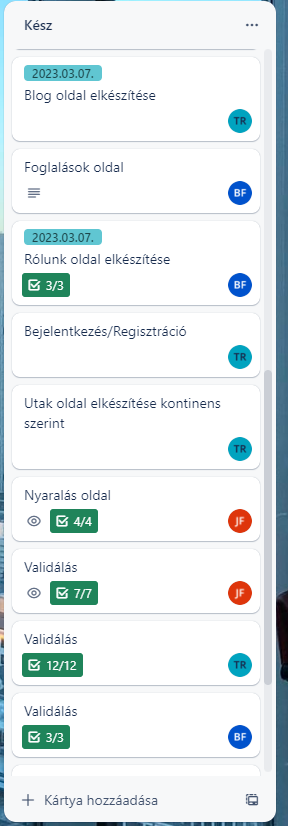 Kész
2023.03.07.
Blog oldal elkészítése
TR
Foglalások oldal
BF
2023.03.07.
Rólunk oldal elkészítése
3/3
BF
Bejelentkezés/Regisztráció
TR
Utak oldal elkészítése kontinens
szerint
TR
Nyaralás oldal
4/4
JF
Validálás
7/7
JF
Validálás
12/12
TR
Validálás
3/3
BF
Kártya hozzáadása